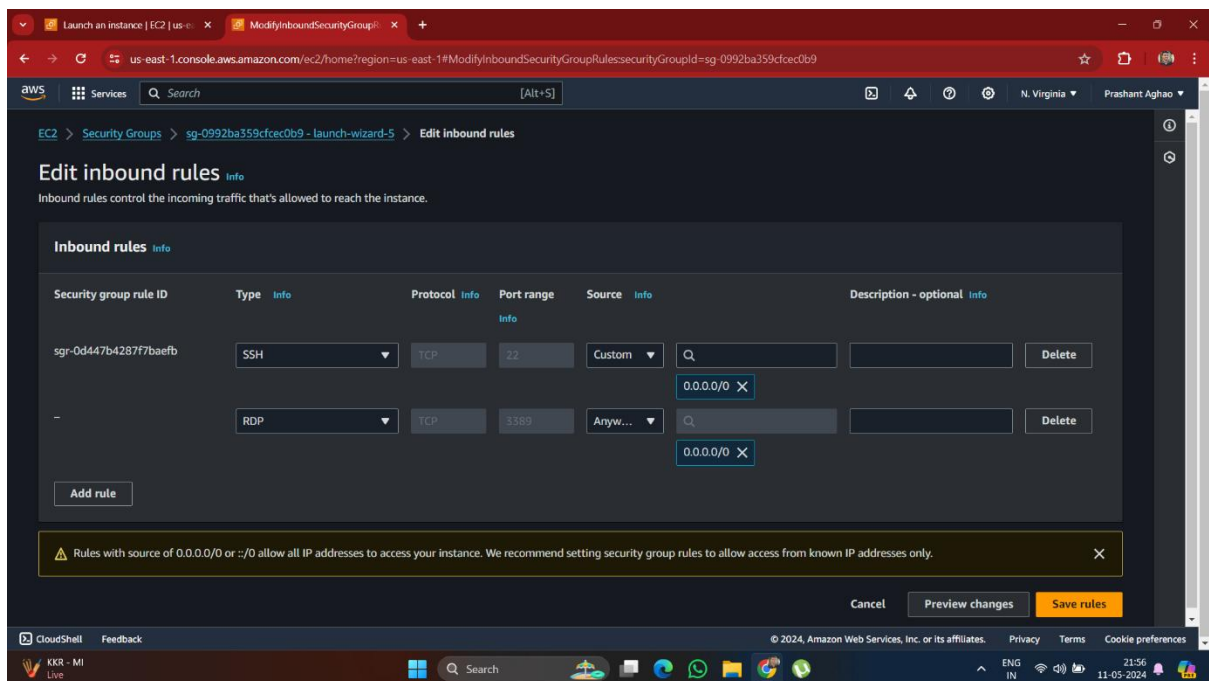 Launch an instance | EC2 | us-e
ModifyInboundSecurityGroupR
us-east-1.console.aws.amazon.com/ec2/home?region=us-east-1#ModifyInboundSecurityGroupRules:securityGroupId=sg-0992ba359cfcec0b9
aws Services Search [Alt+S] N. Virginia Prashant Aghao
EC2 > Security Groups > sg-0992ba359cfcec0b9 - launch-wizard-5 > Edit inbound rules
Edit inbound rules Info
Inbound rules control the incoming traffic that's allowed to reach the instance.
Inbound rules Info
Security group rule ID Type Info Protocol Info Port range Info Source Info Description - optional Info
sgr-0d447b4287f7baefb SSH TCP 22 Custom Delete
0.0.0.0/0
– RDP TCP 3389 Anyw... Delete
0.0.0.0/0
Add rule
Rules with source of 0.0.0.0/0 or ::/0 allow all IP addresses to access your instance. We recommend setting security group rules to allow access from known IP addresses only.
Cancel Preview changes Save rules
CloudShell Feedback © 2024, Amazon Web Services, Inc. or its affiliates. Privacy Terms Cookie preferences
KKR - MI Search ENG 21:56
Live IN 11-05-2024